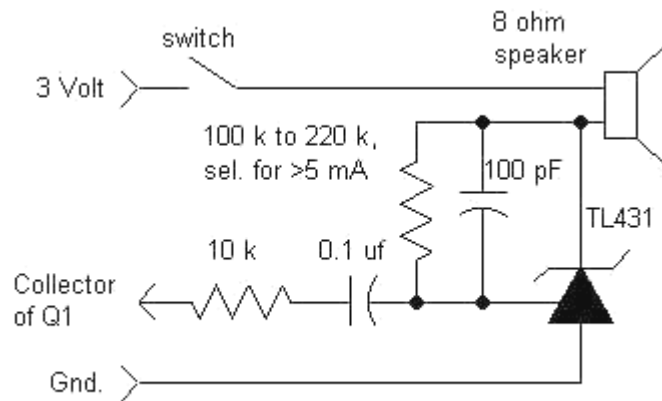 8 ohm
speaker
switch
3 Volt
100 k to 220 k,
sel. for >5 mA
100 pF
TL431
10 k
0.1 uf
Collector
of Q1
Gnd.